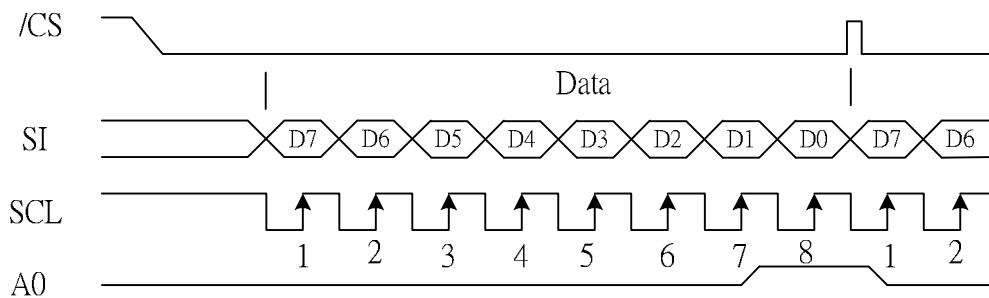 /CS
Data
SI D7 D6 D5 D4 D3 D2 D1 D0 D7 D6
SCL
1 2 3 4 5 6 7 8 1 2
A0